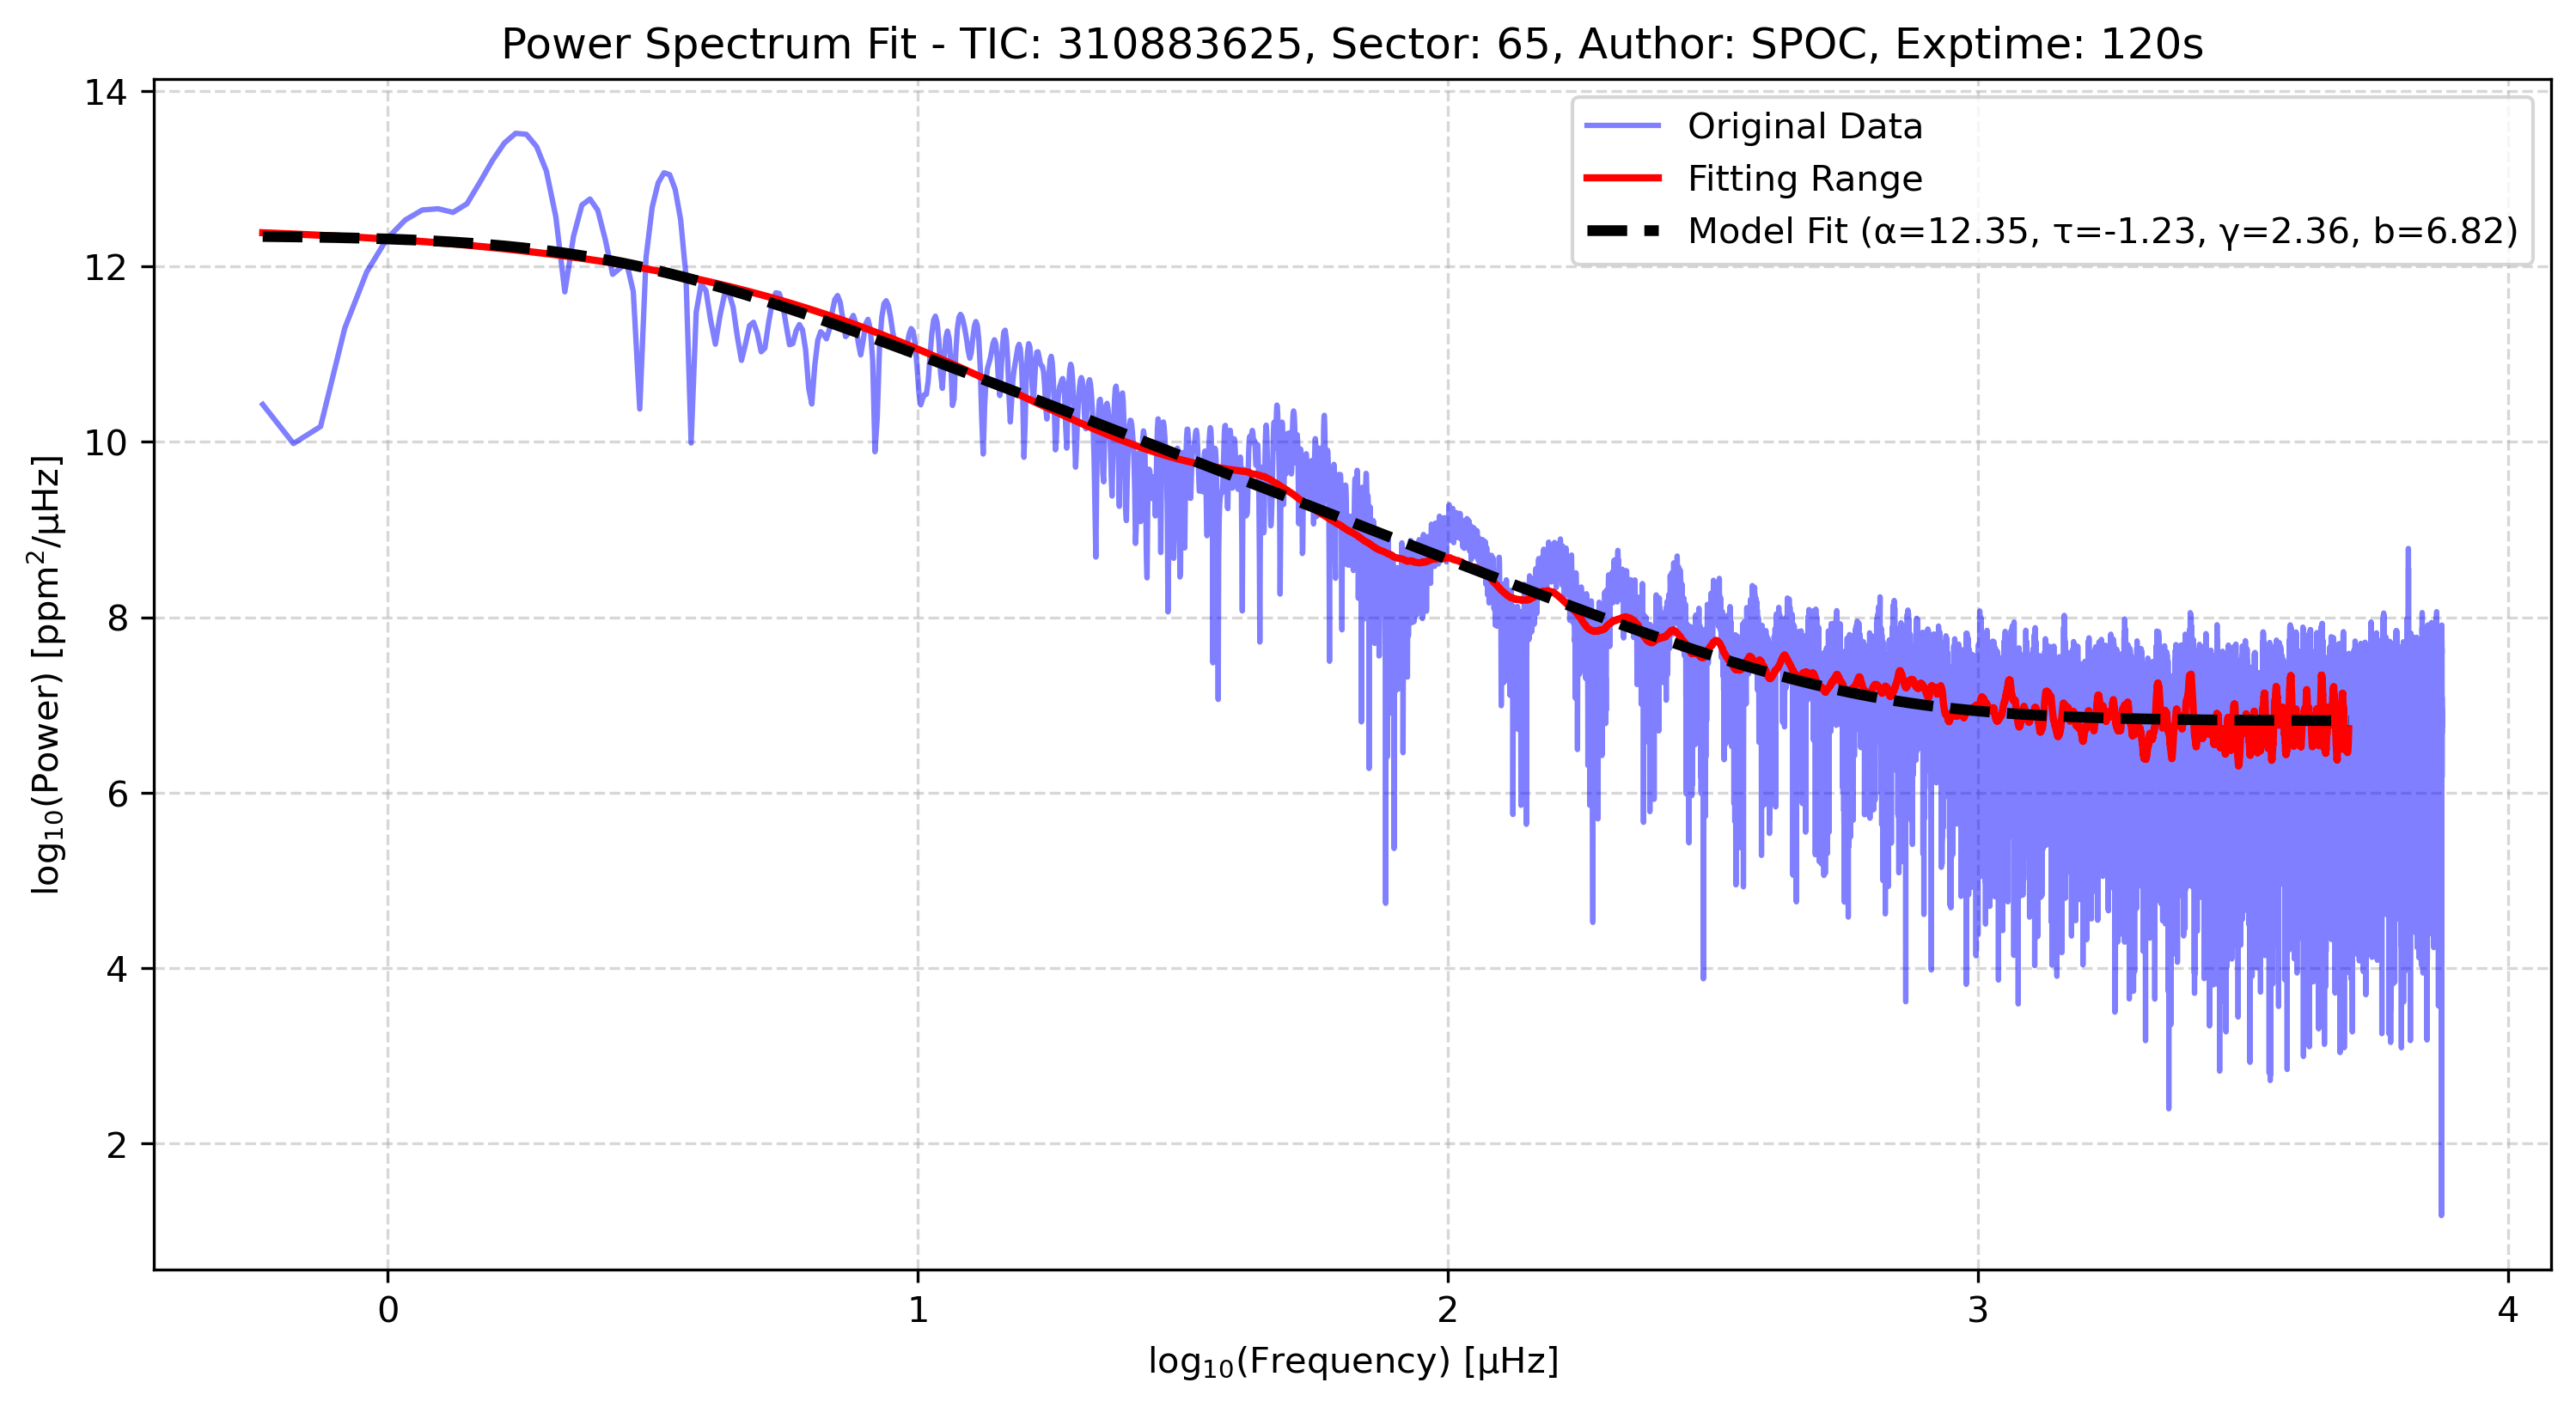 Power Spectrum Fit - TIC: 310883625, Sector: 65, Author: SPOC, Exptime: 120s
14
12
10
8
6
4
2
log₁₀(Power) [ppm²/µHz]
Original Data
Fitting Range
Model Fit (α=12.35, τ=-1.23, γ=2.36, b=6.82)
0 1 2 3 4
log₁₀(Frequency) [µHz]